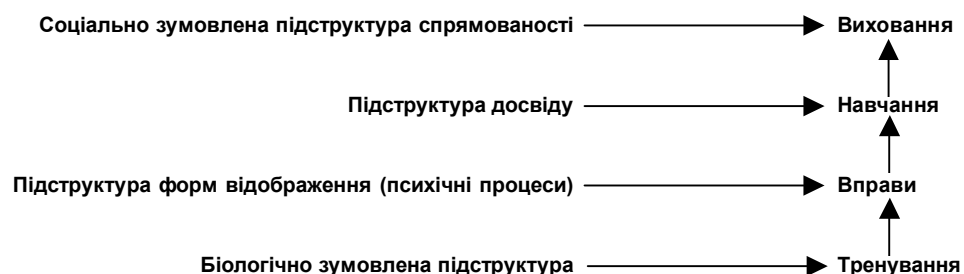 Соціально зумовлена підструктура спрямованості Виховання
Підструктура досвіду Навчання
Підструктура форм відображення (психічні процеси) Вправи
Біологічно зумовлена підструктура Тренування